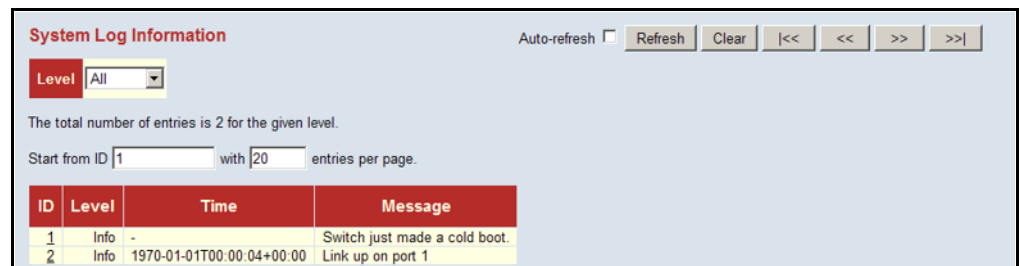 System Log Information
Auto-refresh Refresh Clear |<< << >> >>|
Level All
The total number of entries is 2 for the given level.
Start from ID 1 with 20 entries per page.
ID Level Time Message
1 Info - Switch just made a cold boot.
2 Info 1970-01-01T00:00:04+00:00 Link up on port 1